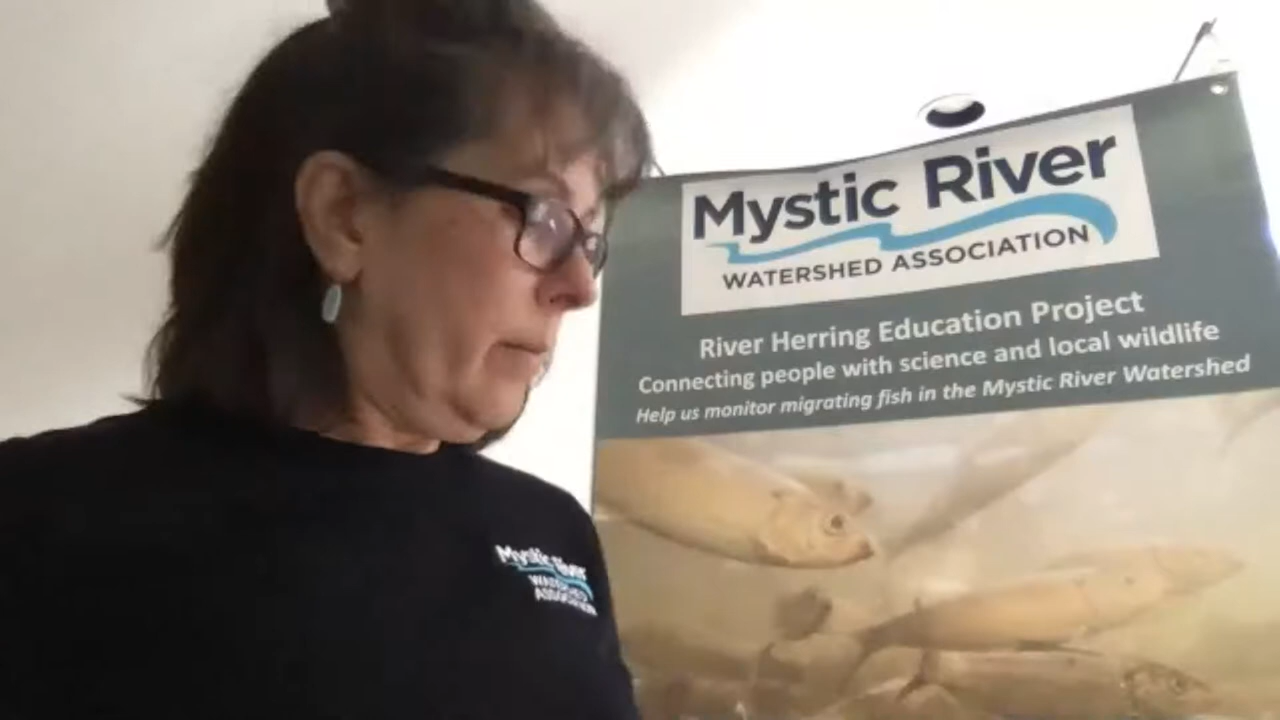 Mystic River
WATERSHED ASSOCIATION
River Herring Education Project
Connecting people with science and local wildlife
Help us monitor migrating fish in the Mystic River Watershed
Mystic River
WATERSHED
ASSOCIATION